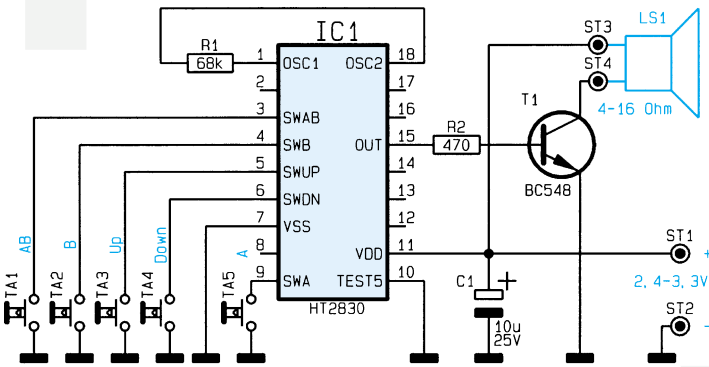 IC1
R1
68k
1
OSC1
OSC2
18
2
17
3
SWAB
16
4
SWB
OUT
15
R2
470
5
SWUP
14
6
SWDN
13
7
VSS
12
8
VDD
11
9
SWA
TEST5
10
HT2830
AB
B
Up
Down
A
TA1
TA2
TA3
TA4
TA5
C1
+
10u
25V
T1
BC548
ST3
ST4
LS1
4-16 Ohm
ST1
+
2,4-3,3V
ST2
-